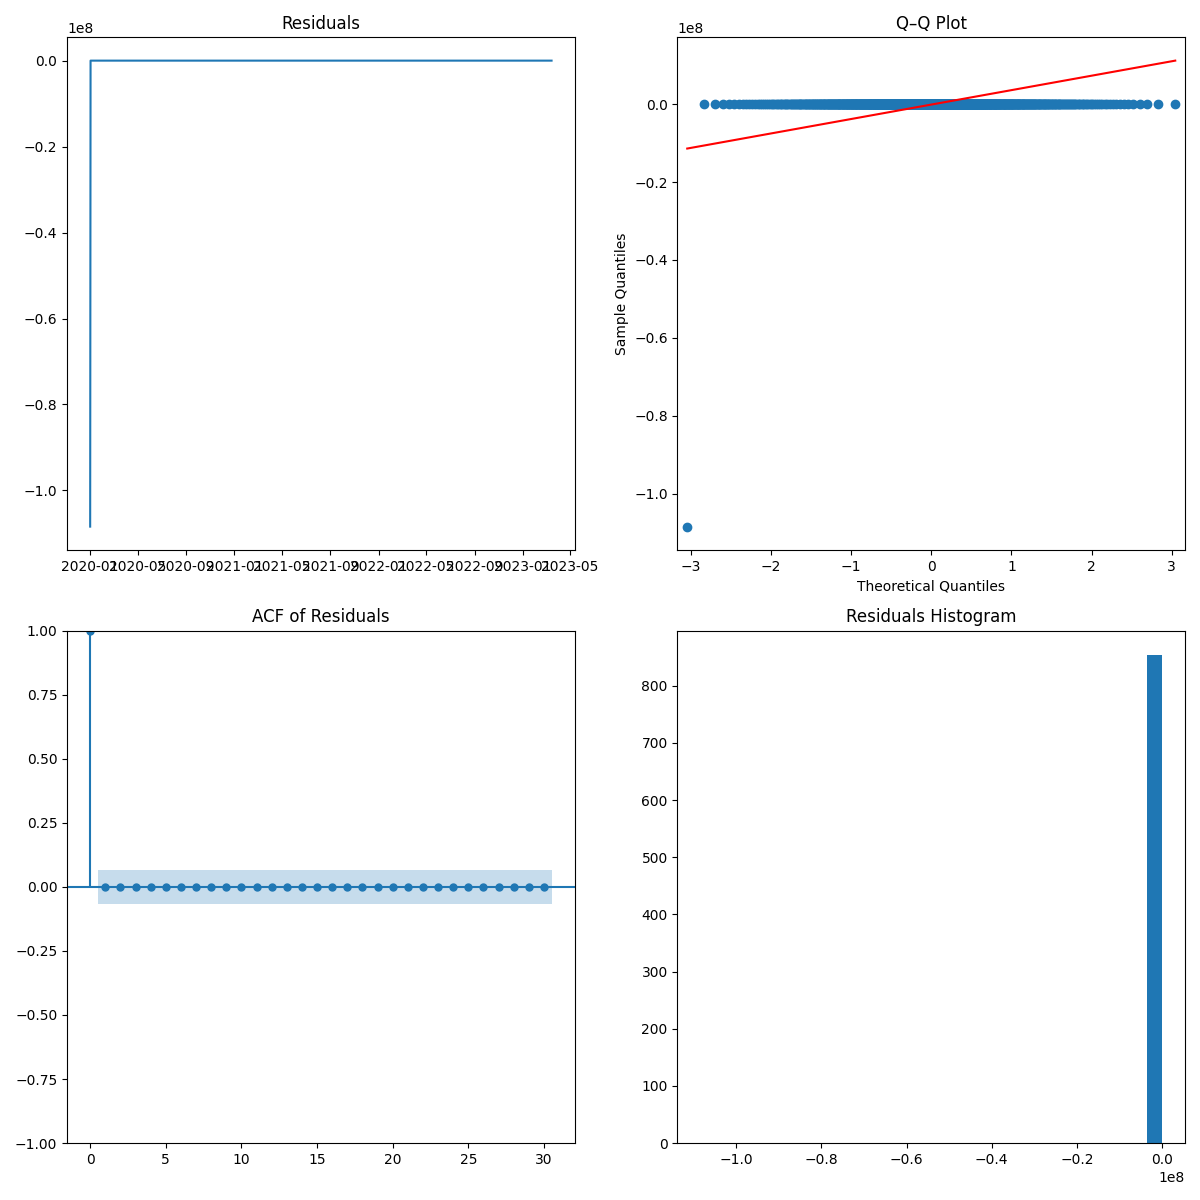 Residuals
1e8
0.0
−0.2
−0.4
−0.6
−0.8
−1.0
2020-01 2020-05 2020-09 2021-01 2021-05 2021-09 2022-01 2022-05 2022-09 2023-01 2023-05
Q–Q Plot
1e8
Sample Quantiles
0.0
−0.2
−0.4
−0.6
−0.8
−1.0
−3 −2 −1 0 1 2 3
Theoretical Quantiles
ACF of Residuals
1.00
0.75
0.50
0.25
0.00
−0.25
−0.50
−0.75
−1.00
0 5 10 15 20 25 30
Residuals Histogram
800
700
600
500
400
300
200
100
0
−1.0 −0.8 −0.6 −0.4 −0.2 0.0
1e8